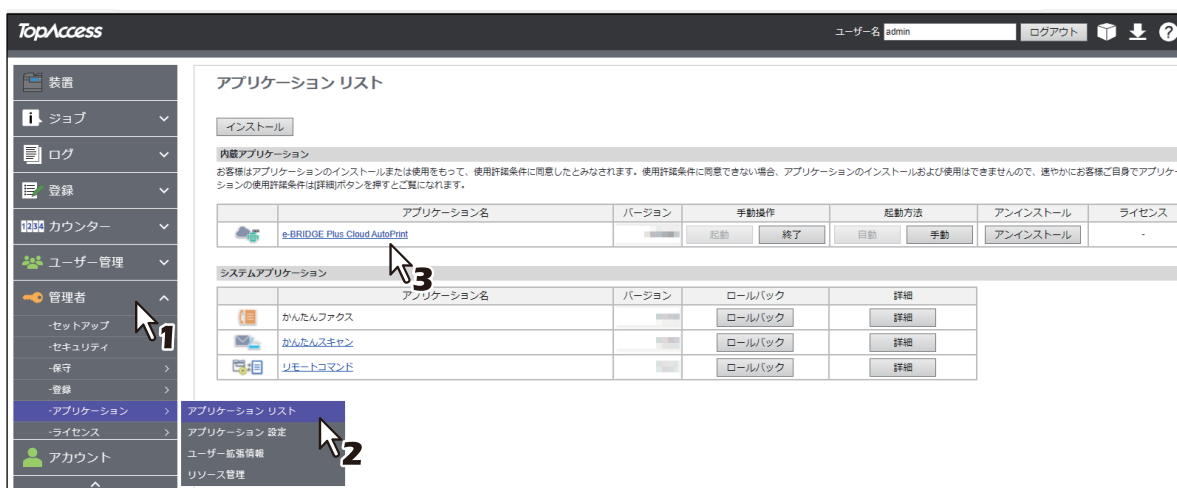 TopAccess
ユーザー名 admin ログアウト
装置
ジョブ
ログ
登録
1234 カウンター
ユーザー管理
管理者
-セットアップ
-セキュリティ
-保守
-登録
-アプリケーション
-ライセンス
アカウント
アプリケーション リスト
アプリケーション 設定
ユーザー拡張情報
リソース管理
1
2
アプリケーション リスト
インストール
内蔵アプリケーション
お客様はアプリケーションのインストールまたは使用をもって、使用許諾条件に同意したとみなされます。使用許諾条件に同意できない場合、アプリケーションのインストールおよび使用はできませんので、速やかにお客様ご自身でアプリケー
ションの使用許諾条件は[詳細]ボタンを押すとご覧になれます。
アプリケーション名 バージョン 手動操作 起動方法 アンインストール ライセンス
e-BRIDGE Plus Cloud AutoPrint 起動 終了 自動 手動 アンインストール -
3
システムアプリケーション
アプリケーション名 バージョン ロールバック 詳細
かんたんファクス ロールバック 詳細
かんたんスキャン ロールバック 詳細
リモートコマンド ロールバック 詳細